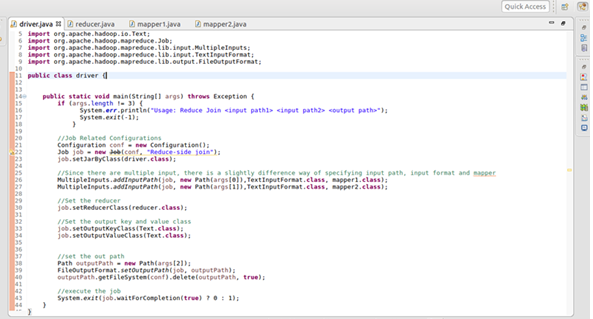 Quick Access
driver.java reducer.java mapper1.java mapper2.java
5 import org.apache.hadoop.io.Text;
6 import org.apache.hadoop.mapreduce.Job;
7 import org.apache.hadoop.mapreduce.lib.input.MultipleInputs;
8 import org.apache.hadoop.mapreduce.lib.input.TextInputFormat;
9 import org.apache.hadoop.mapreduce.lib.output.FileOutputFormat;
10
11 public class driver {
12
13
14 public static void main(String[] args) throws Exception {
15 if (args.length != 3) {
16 System.err.println("Usage: Reduce Join <input path1> <input path2> <output path>");
17 System.exit(-1);
18 }
19
20 //Job Related Configurations
21 Configuration conf = new Configuration();
22 Job job = new Job(conf, "Reduce-side join");
23 job.setJarByClass(driver.class);
24
25 //Since there are multiple input, there is a slightly difference way of specifying input path, input format and mapper
26 MultipleInputs.addInputPath(job, new Path(args[0]),TextInputFormat.class, mapper1.class);
27 MultipleInputs.addInputPath(job, new Path(args[1]),TextInputFormat.class, mapper2.class);
28
29 //Set the reducer
30 job.setReducerClass(reducer.class);
31
32 //Set the output key and value class
33 job.setOutputKeyClass(Text.class);
34 job.setOutputValueClass(Text.class);
35
36
37 //set the out path
38 Path outputPath = new Path(args[2]);
39 FileOutputFormat.setOutputPath(job, outputPath);
40 outputPath.getFileSystem(conf).delete(outputPath, true);
41
42 //execute the job
43 System.exit(job.waitForCompletion(true) ? 0 : 1);
44 }
}